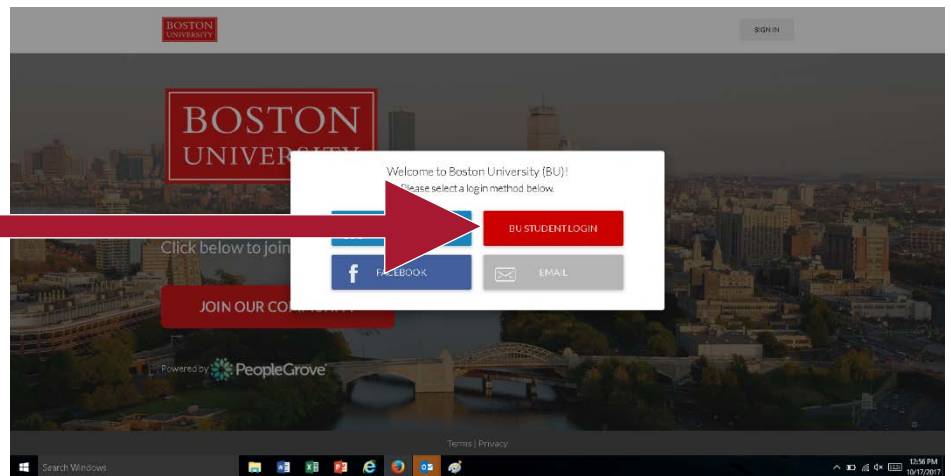 BOSTON
UNIVERSITY
SIGN IN
BOSTON
Welcome to Boston University (BU)!
Please select a login method below.
BU STUDENT LOGIN
f FACEBOOK
EMAIL
Click below to join
JOIN OUR
Powered by PeopleGrove
Terms | Privacy
Search Windows
12:56 PM
10/17/2017